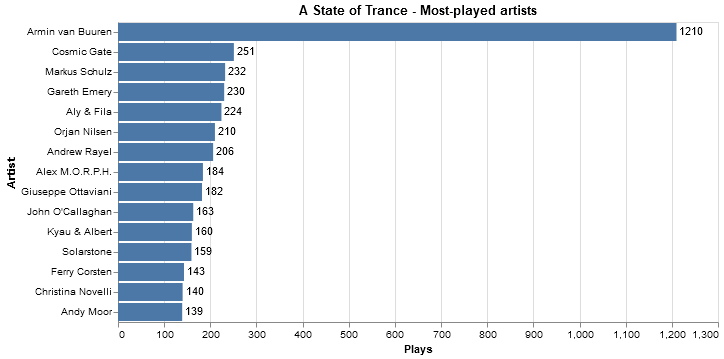 A State of Trance - Most-played artists
Artist
Armin van Buuren 1210
Cosmic Gate 251
Markus Schulz 232
Gareth Emery 230
Aly & Fila 224
Orjan Nilsen 210
Andrew Rayel 206
Alex M.O.R.P.H. 184
Giuseppe Ottaviani 182
John O'Callaghan 163
Kyau & Albert 160
Solarstone 159
Ferry Corsten 143
Christina Novelli 140
Andy Moor 139
0 100 200 300 400 500 600 700 800 900 1,000 1,100 1,200 1,300
Plays